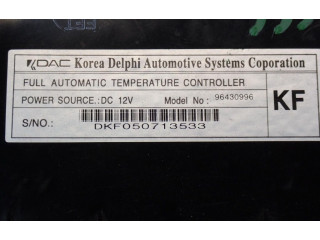 KDAC Korea Delphi Automotive Systems Coporation
FULL AUTOMATIC TEMPERATURE CONTROLLER
POWER SOURCE.:DC 12V Model No : 96430996
KF
S/NO.:
DKF050713533